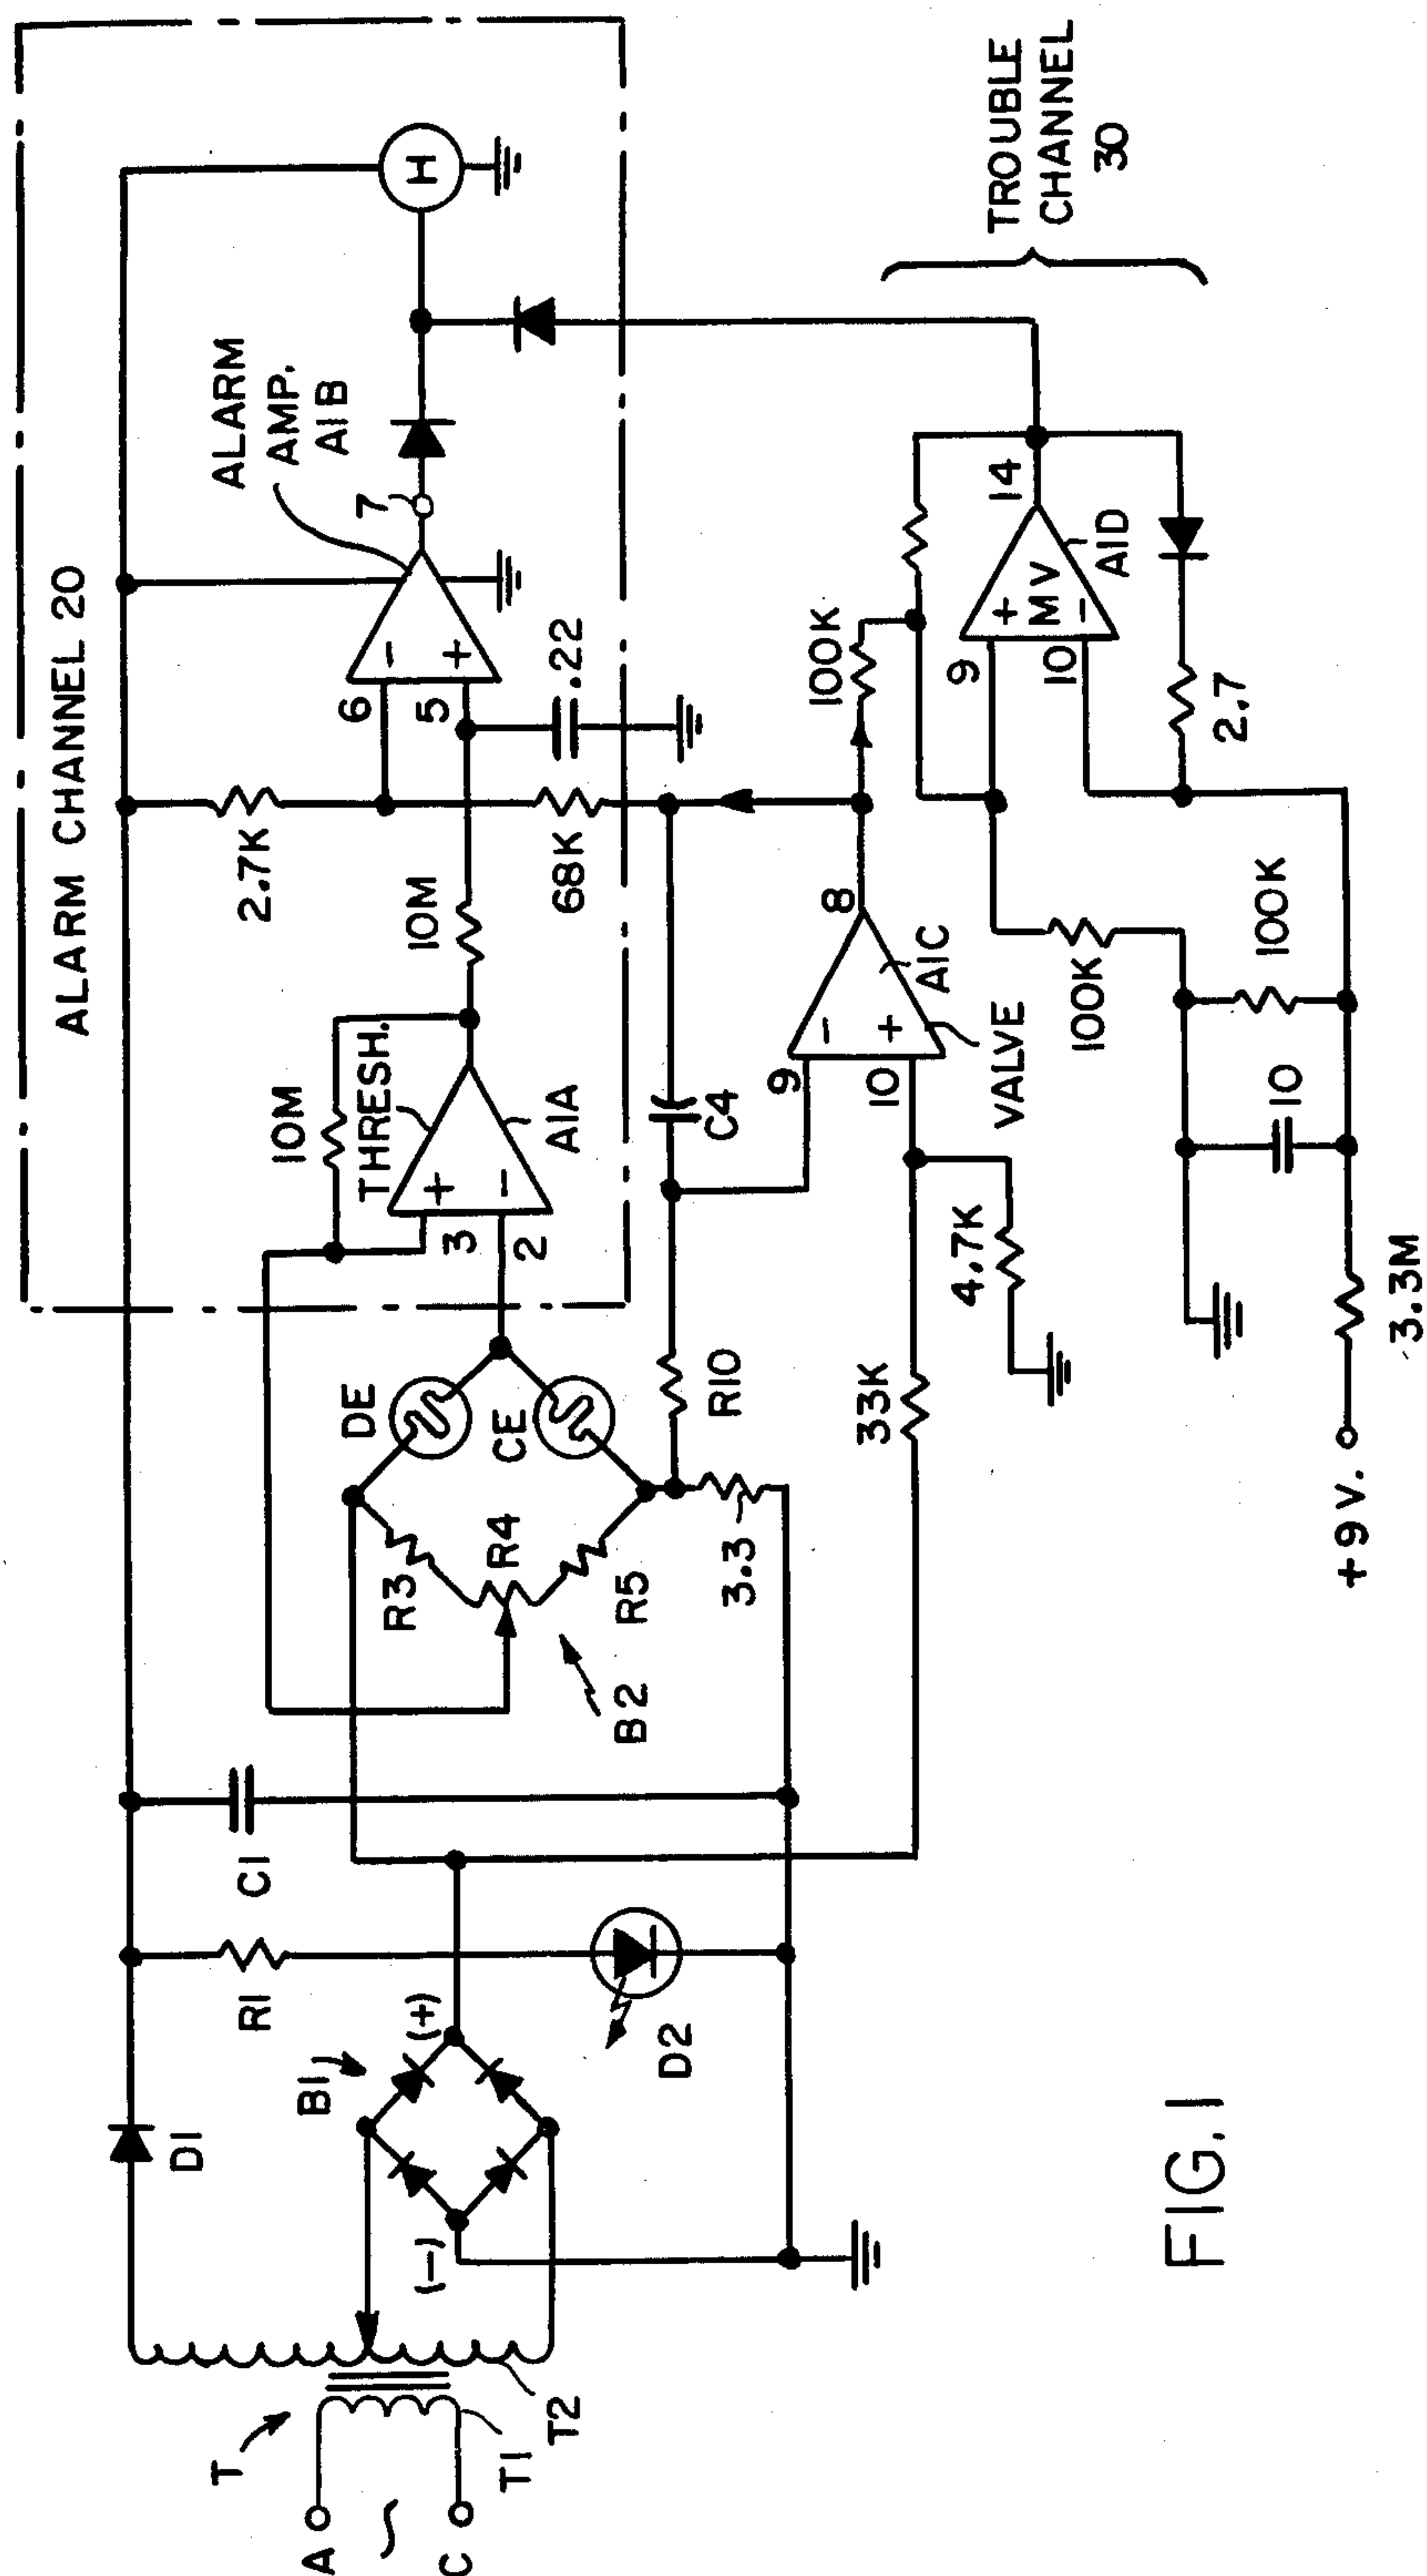 ALARM CHANNEL 20
ALARM
AMP.
A1B
7
H
6
5
.22
2.7K
68K
10M
10M
THRESH.
A1A
3
2
+
-
DE
CE
R3
R4
R5
B2
3.3
R10
C4
C1
R1
D1
D2
B1
(+)
(-)
T
T1
T2
A
~
C
8
9
10
A1C
VALVE
33K
4.7K
100K
TROUBLE
CHANNEL
30
14
9
+
MV
-
10
A1D
2.7
100K
100K
10
3.3M
+9V.
FIG. 1